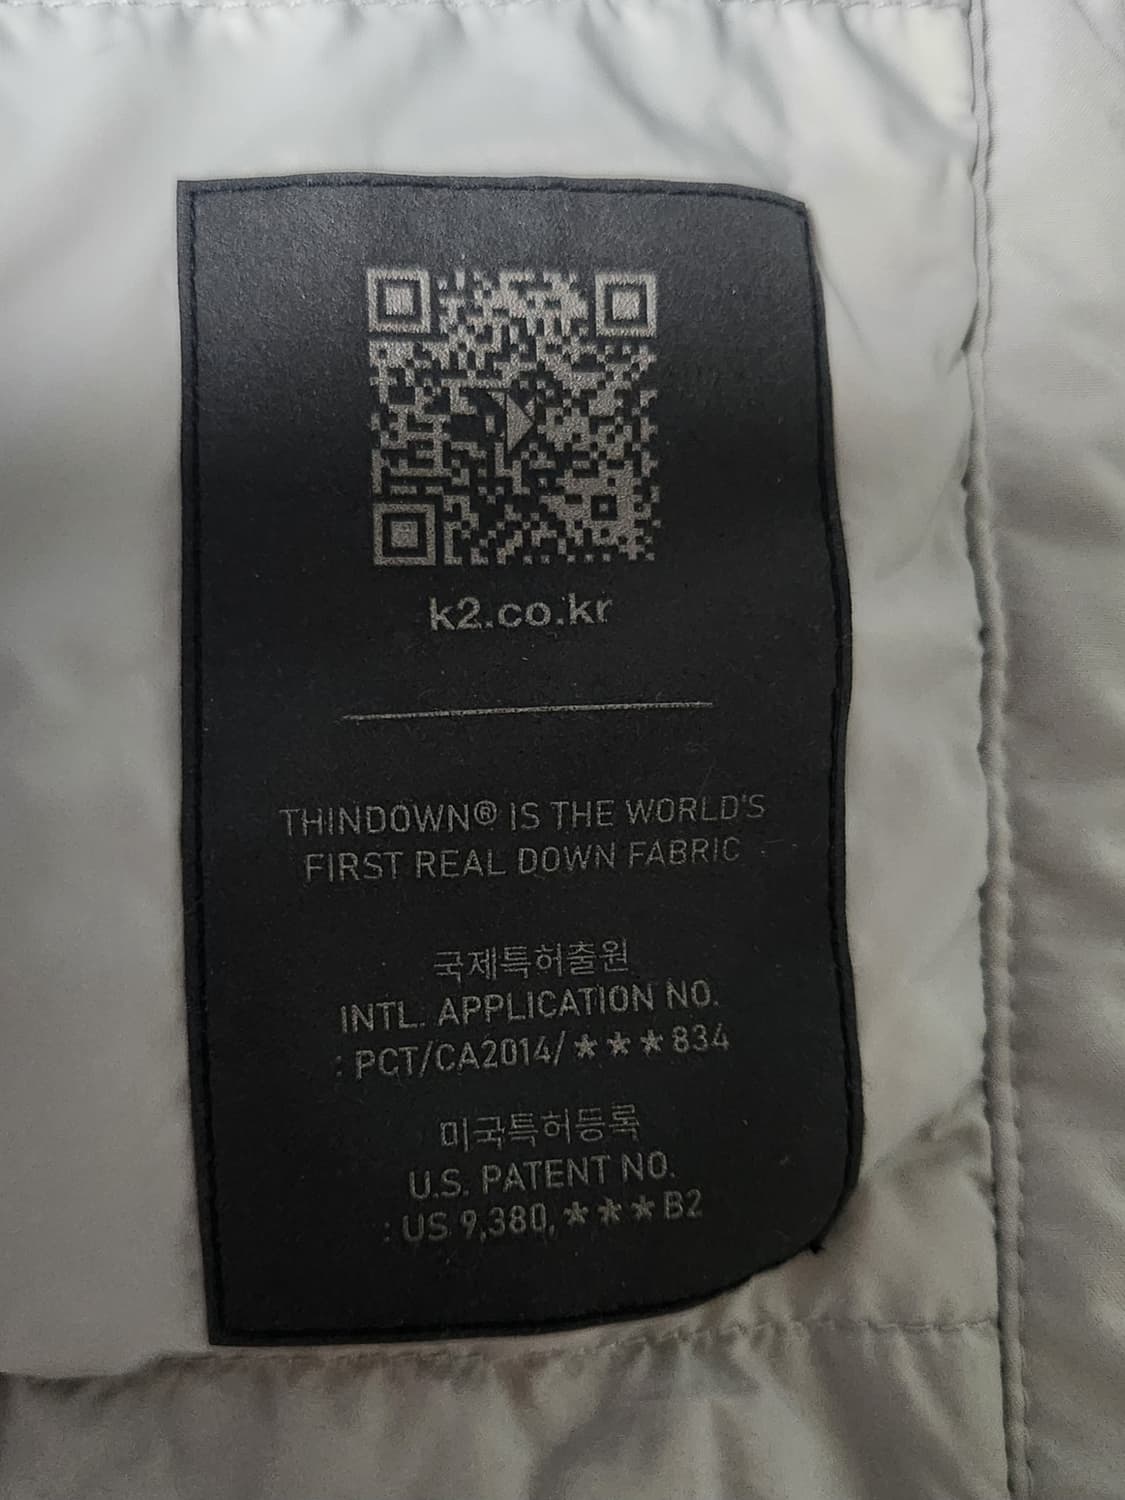 k2.co.kr
THINDOWN® IS THE WORLD'S
FIRST REAL DOWN FABRIC
국제특허출원
INTL. APPLICATION NO.
: PCT/CA2014/***834
미국특허등록
U.S. PATENT NO.
: US 9,380,***B2